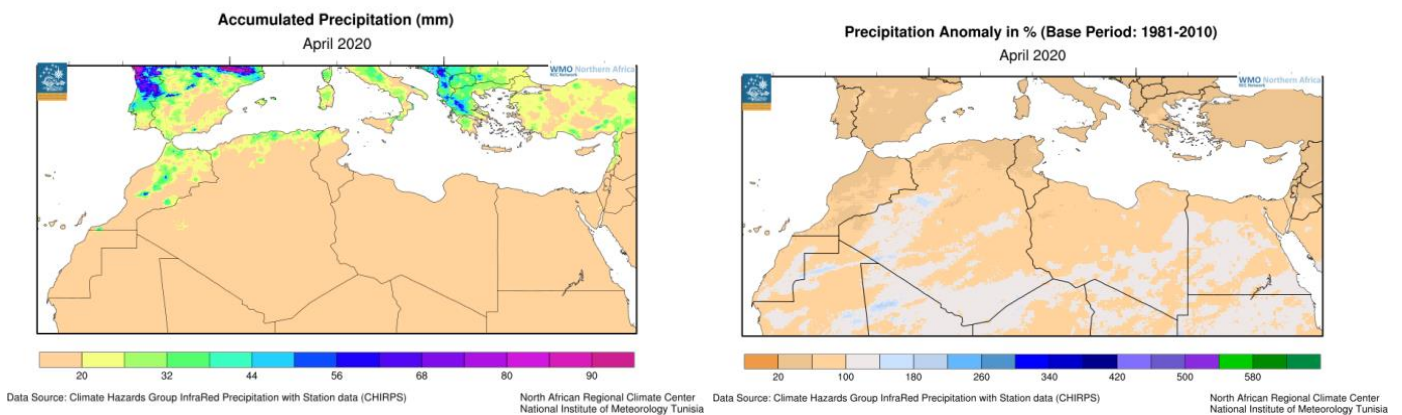 Accumulated Precipitation (mm)
April 2020
WMO Northern Africa
RCC Network
20 32 44 56 68 80 90
Data Source: Climate Hazards Group InfraRed Precipitation with Station data (CHIRPS)
North African Regional Climate Center
National Institute of Meteorology Tunisia
Precipitation Anomaly in % (Base Period: 1981-2010)
April 2020
WMO Northern Africa
RCC Network
20 100 180 260 340 420 500 580
Data Source: Climate Hazards Group InfraRed Precipitation with Station data (CHIRPS)
North African Regional Climate Center
National Institute of Meteorology Tunisia